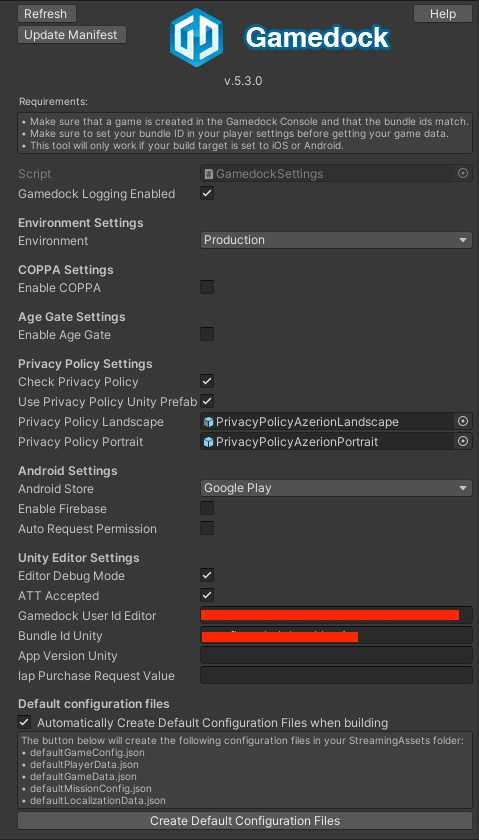 Refresh
Help
Update Manifest
Gamedock
v.5.3.0
Requirements:
• Make sure that a game is created in the Gamedock Console and that the bundle ids match.
• Make sure to set your bundle ID in your player settings before getting your game data.
• This tool will only work if your build target is set to iOS or Android.
Script GamedockSettings
Gamedock Logging Enabled
Environment Settings
Environment Production
COPPA Settings
Enable COPPA
Age Gate Settings
Enable Age Gate
Privacy Policy Settings
Check Privacy Policy
Use Privacy Policy Unity Prefab
Privacy Policy Landscape PrivacyPolicyAzerionLandscape
Privacy Policy Portrait PrivacyPolicyAzerionPortrait
Android Settings
Android Store Google Play
Enable Firebase
Auto Request Permission
Unity Editor Settings
Editor Debug Mode
ATT Accepted
Gamedock User Id Editor
Bundle Id Unity
App Version Unity
Iap Purchase Request Value
Default configuration files
Automatically Create Default Configuration Files when building
The button below will create the following configuration files in your StreamingAssets folder:
• defaultGameConfig.json
• defaultPlayerData.json
• defaultGameData.json
• defaultMissionConfig.json
• defaultLocalizationData.json
Create Default Configuration Files